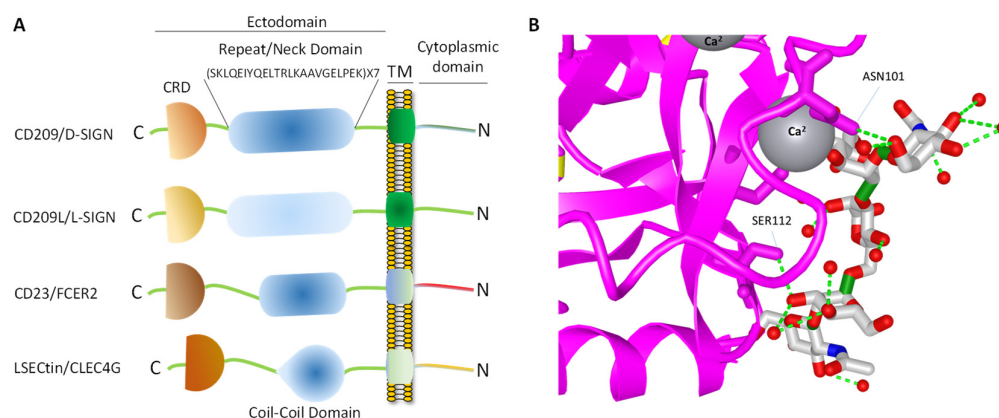 A
Ectodomain
Repeat/Neck Domain
Cytoplasmic
domain
(SKLQEIYQELTRLKAAVGELPEK)X7
TM
CRD
CD209/D-SIGN
C
N
CD209L/L-SIGN
C
N
CD23/FCER2
C
N
LSECtin/CLEC4G
C
N
Coil-Coil Domain
B
Ca²
ASN101
Ca²
SER112